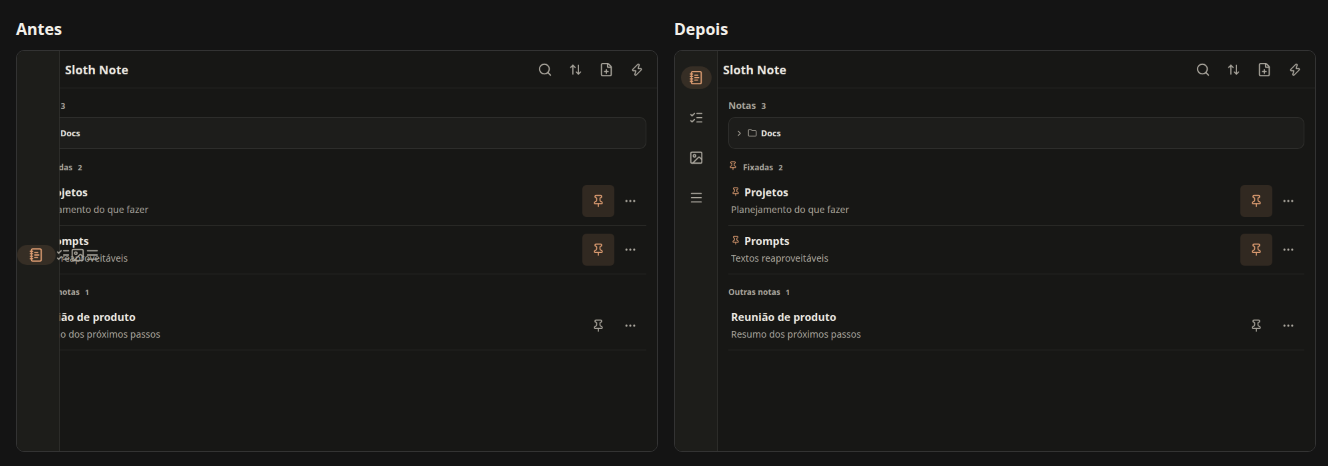 Antes
Sloth Note
3
Docs
das 2
ojetos
amento do que fazer
ompts
reaproveitáveis
notas 1
ião de produto
o dos próximos passos
Depois
Sloth Note
Notas 3
Docs
Fixadas 2
Projetos
Planejamento do que fazer
Prompts
Textos reaproveitáveis
Outras notas 1
Reunião de produto
Resumo dos próximos passos